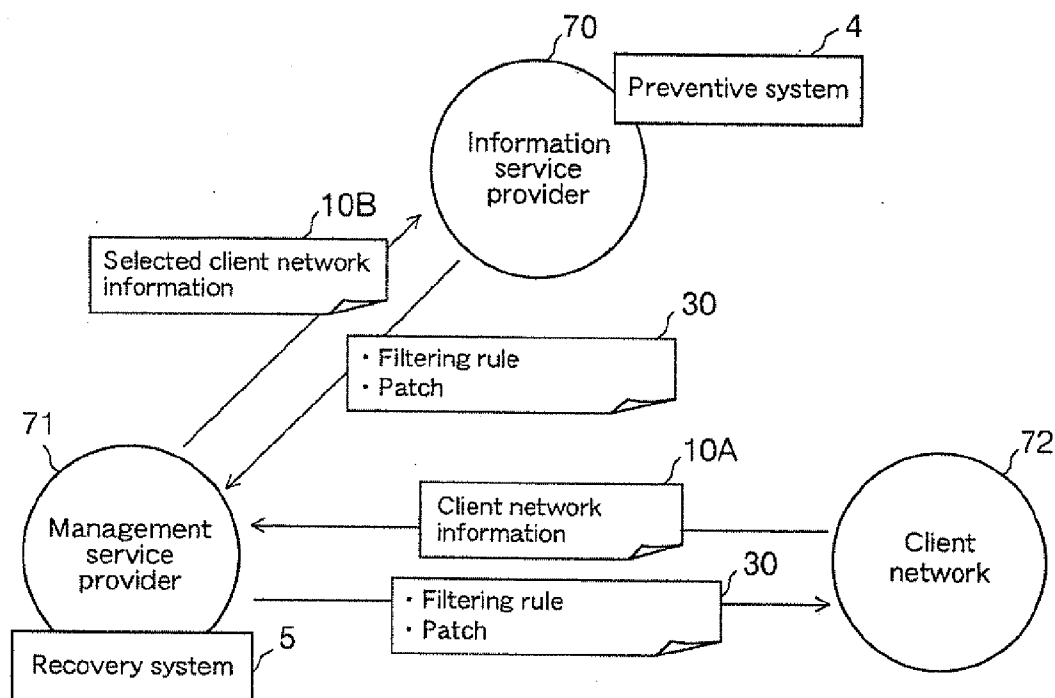 70
4
Preventive system
Information
service
provider
10B
Selected client network
information
30
・Filtering rule
・Patch
71
10A
72
Client network
information
Management
service
provider
Client
network
30
・Filtering rule
・Patch
5
Recovery system